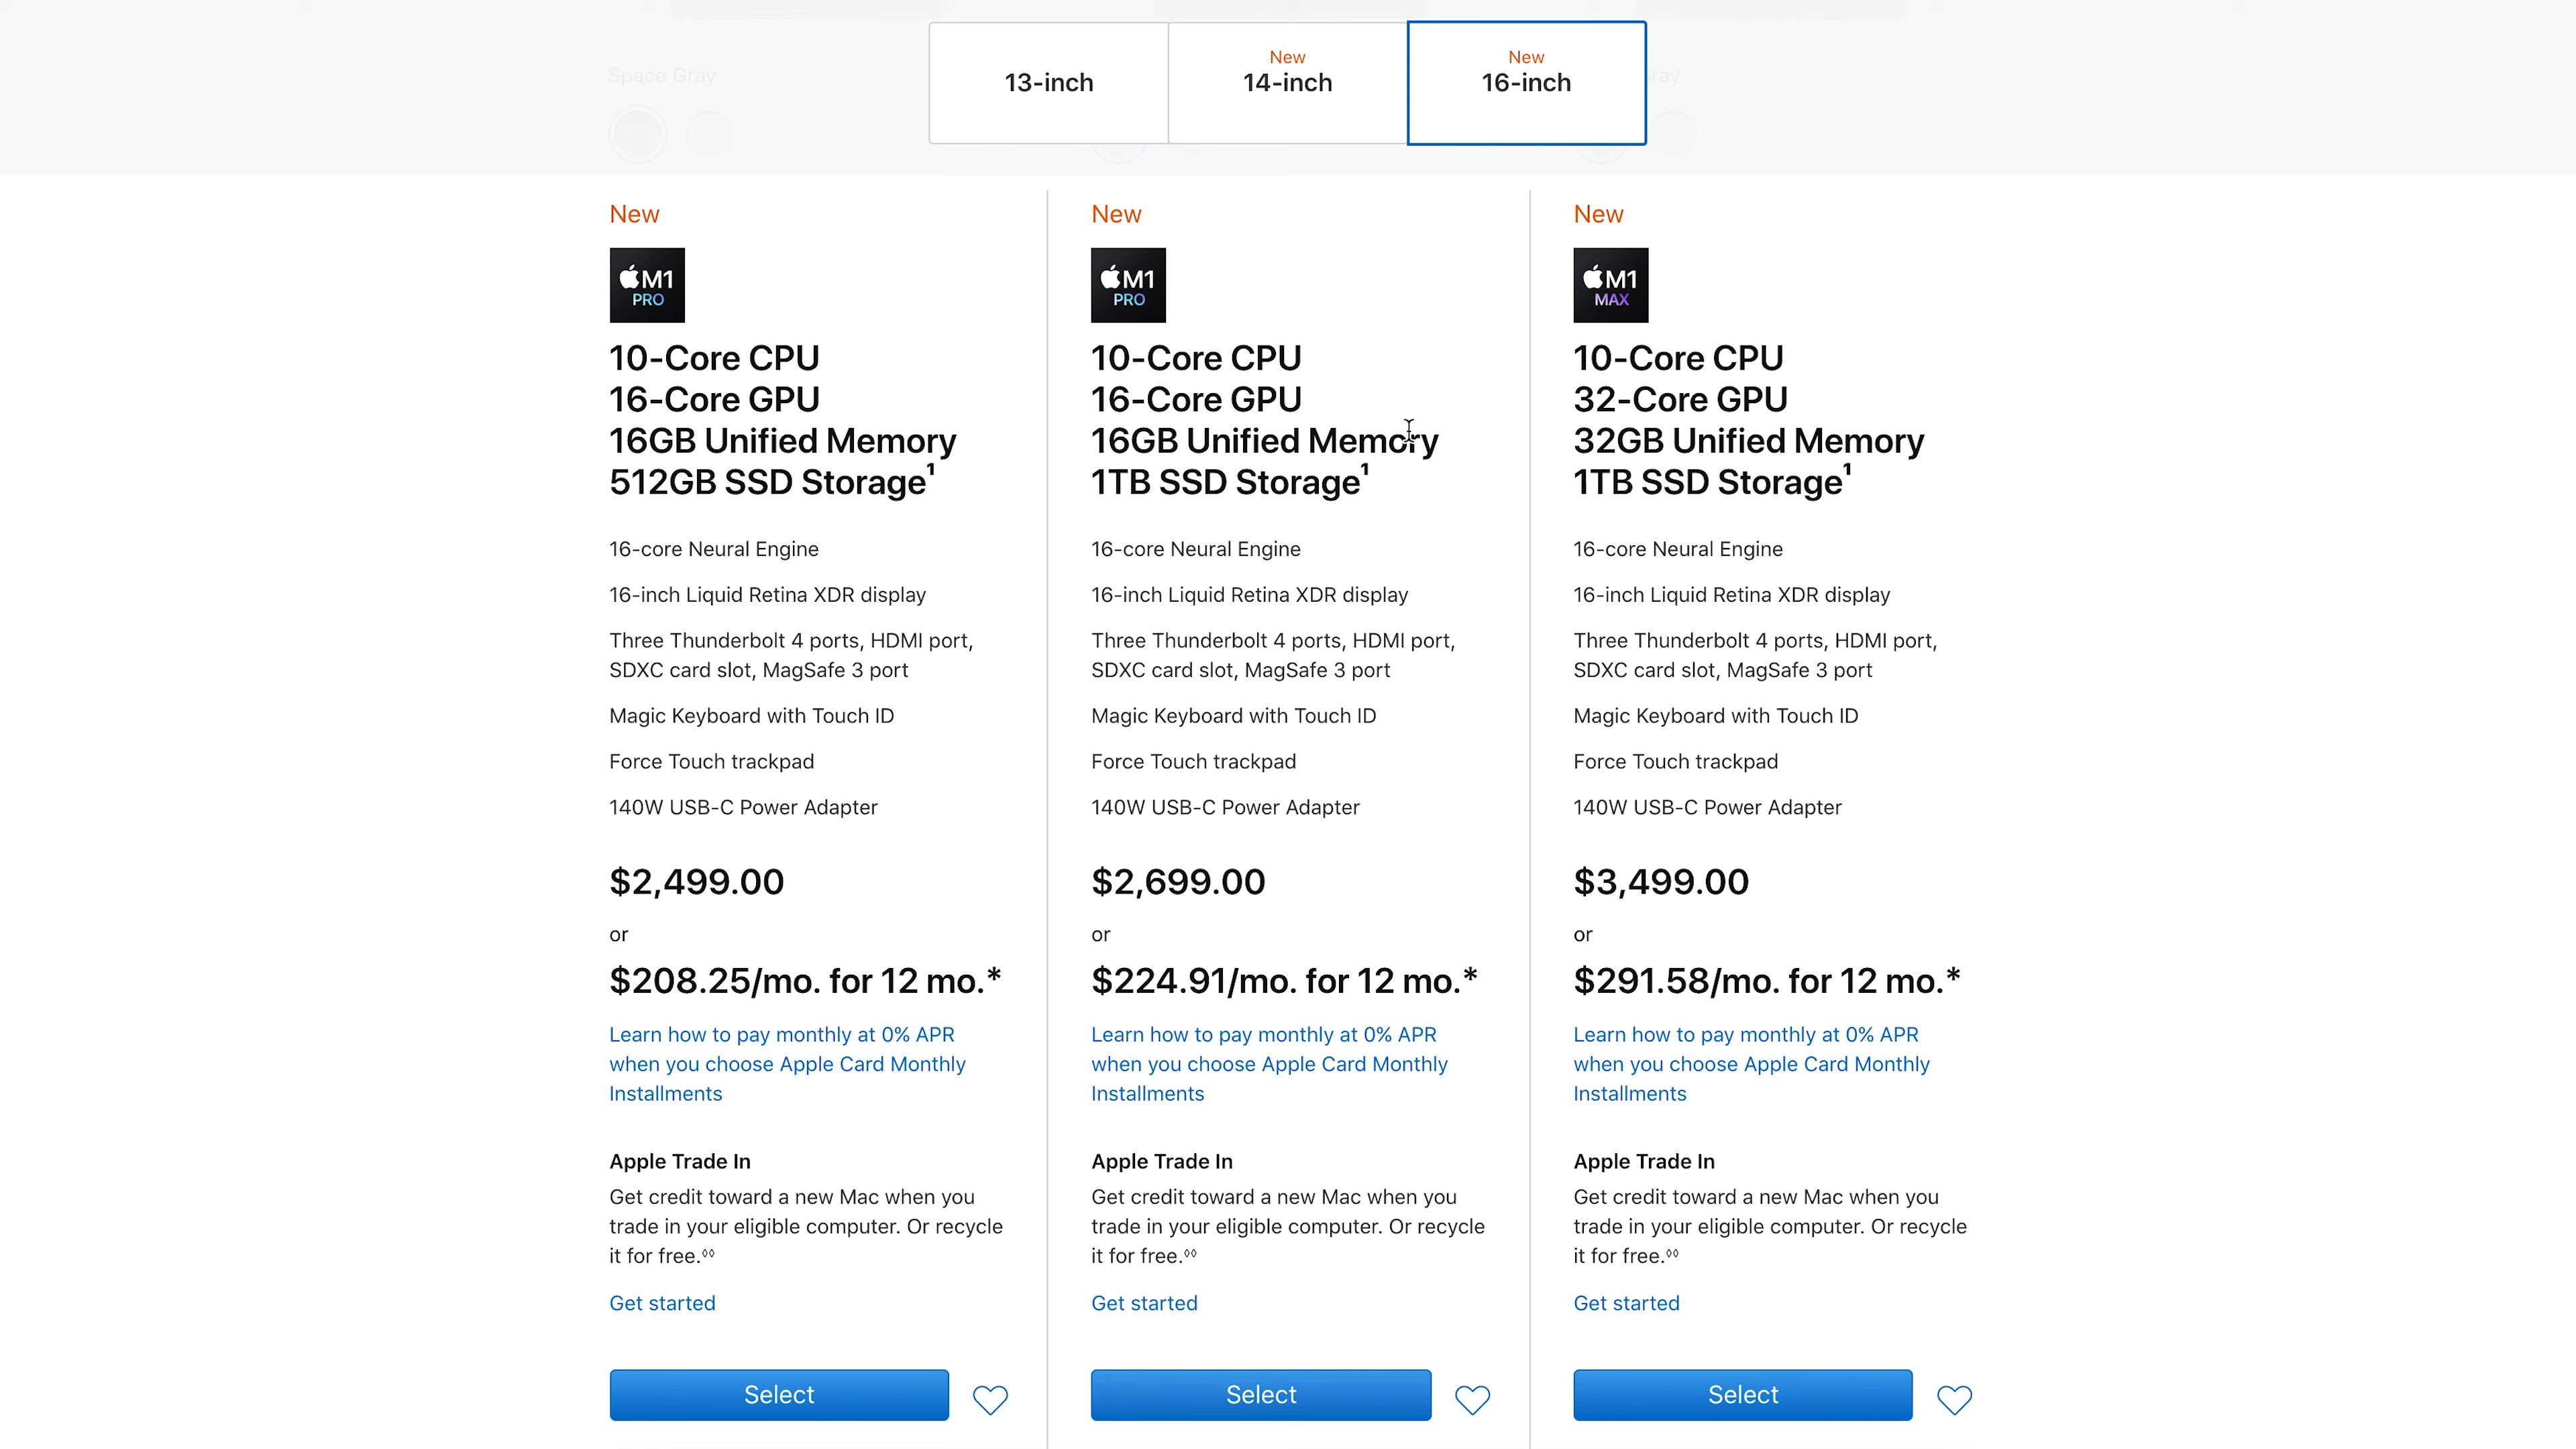 13-inch
New
14-inch
New
16-inch
Space Gray
ray
New
M1
PRO
10-Core CPU
16-Core GPU
16GB Unified Memory
512GB SSD Storage¹
16-core Neural Engine
16-inch Liquid Retina XDR display
Three Thunderbolt 4 ports, HDMI port,
SDXC card slot, MagSafe 3 port
Magic Keyboard with Touch ID
Force Touch trackpad
140W USB-C Power Adapter
$2,499.00
or
$208.25/mo. for 12 mo.*
Learn how to pay monthly at 0% APR
when you choose Apple Card Monthly
Installments
Apple Trade In
Get credit toward a new Mac when you
trade in your eligible computer. Or recycle
it for free.◊◊
Get started
Select
New
M1
PRO
10-Core CPU
16-Core GPU
16GB Unified Memory
1TB SSD Storage¹
16-core Neural Engine
16-inch Liquid Retina XDR display
Three Thunderbolt 4 ports, HDMI port,
SDXC card slot, MagSafe 3 port
Magic Keyboard with Touch ID
Force Touch trackpad
140W USB-C Power Adapter
$2,699.00
or
$224.91/mo. for 12 mo.*
Learn how to pay monthly at 0% APR
when you choose Apple Card Monthly
Installments
Apple Trade In
Get credit toward a new Mac when you
trade in your eligible computer. Or recycle
it for free.◊◊
Get started
Select
New
M1
MAX
10-Core CPU
32-Core GPU
32GB Unified Memory
1TB SSD Storage¹
16-core Neural Engine
16-inch Liquid Retina XDR display
Three Thunderbolt 4 ports, HDMI port,
SDXC card slot, MagSafe 3 port
Magic Keyboard with Touch ID
Force Touch trackpad
140W USB-C Power Adapter
$3,499.00
or
$291.58/mo. for 12 mo.*
Learn how to pay monthly at 0% APR
when you choose Apple Card Monthly
Installments
Apple Trade In
Get credit toward a new Mac when you
trade in your eligible computer. Or recycle
it for free.◊◊
Get started
Select